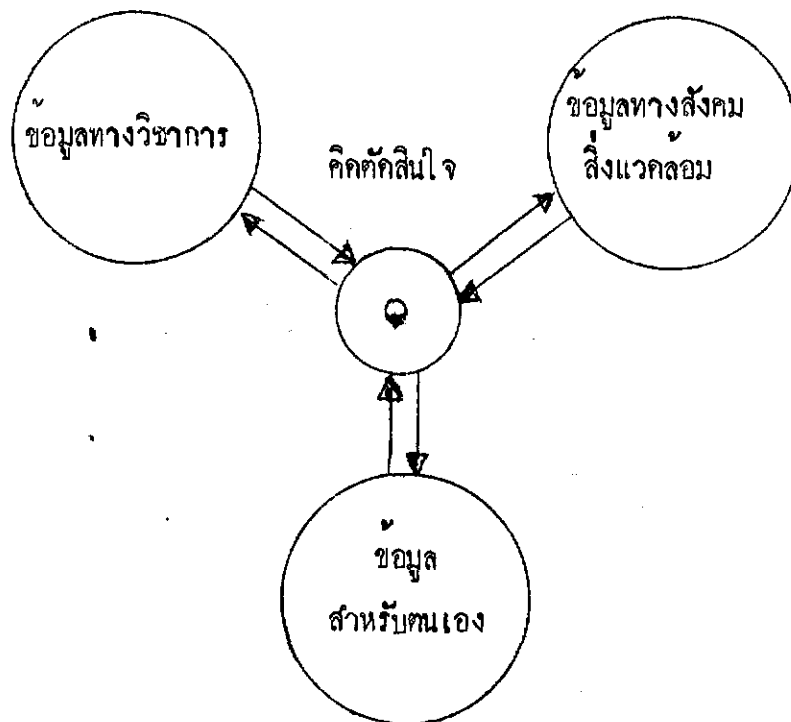 ข้อมูลทางวิชาการ
คิดตัดสินใจ
ข้อมูลทางสังคม
สิ่งแวดล้อม
ข้อมูล
สำหรับตนเอง